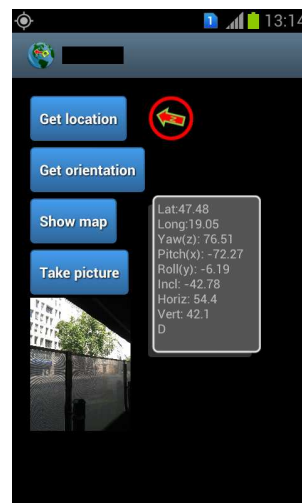 1 13:14
Get location
Get orientation
Show map
Take picture
Lat:47.48
Long:19.05
Yaw(z): 76.51
Pitch(x): -72.27
Roll(y): -6.19
Incl: -42.78
Horiz: 54.4
Vert: 42.1
D